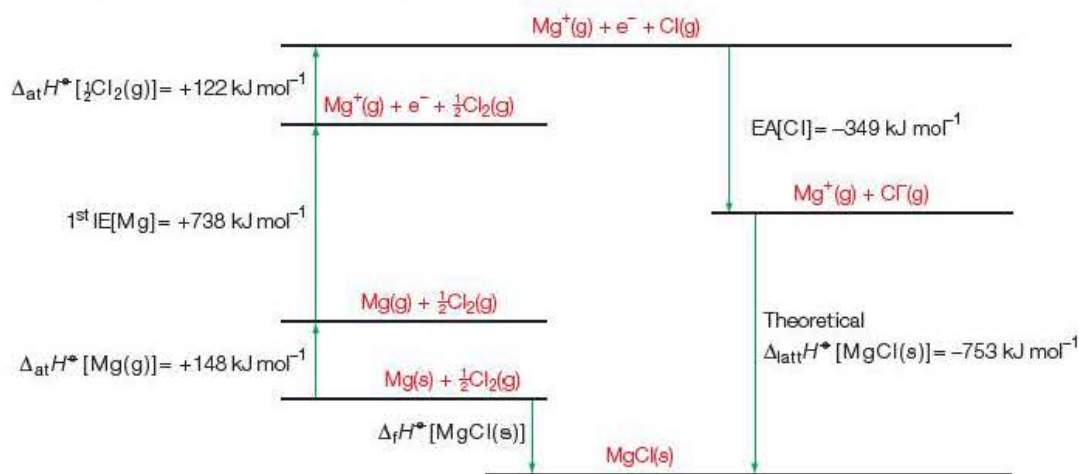 Mg⁺(g) + e⁻ + Cl(g)
ΔatH⦵ [½Cl₂(g)] = +122 kJ mol⁻¹
Mg⁺(g) + e⁻ + ½Cl₂(g)
EA[Cl] = –349 kJ mol⁻¹
Mg⁺(g) + Cl⁻(g)
1ˢᵗ IE[Mg] = +738 kJ mol⁻¹
Mg(g) + ½Cl₂(g)
Theoretical
ΔlattH⦵ [MgCl(s)] = –753 kJ mol⁻¹
ΔatH⦵ [Mg(g)] = +148 kJ mol⁻¹
Mg(s) + ½Cl₂(g)
ΔfH⦵ [MgCl(s)]
MgCl(s)